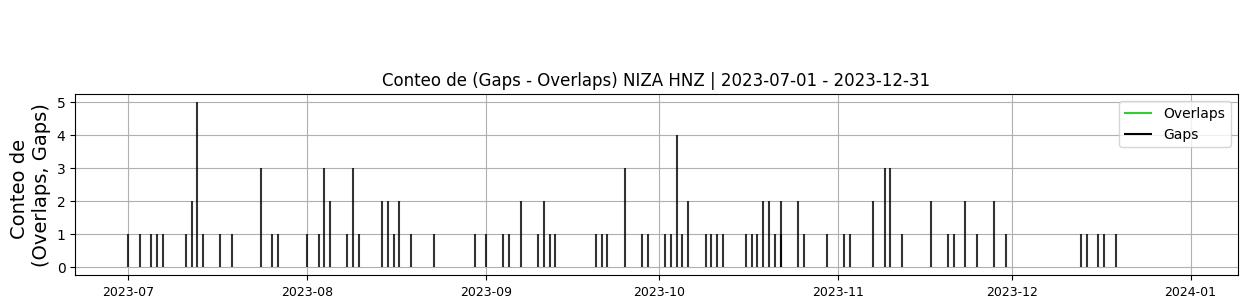 Conteo de (Gaps - Overlaps) NIZA HNZ | 2023-07-01 - 2023-12-31
Conteo de
(Overlaps, Gaps)
5
4
3
2
1
0
Overlaps
Gaps
2023-07
2023-08
2023-09
2023-10
2023-11
2023-12
2024-01